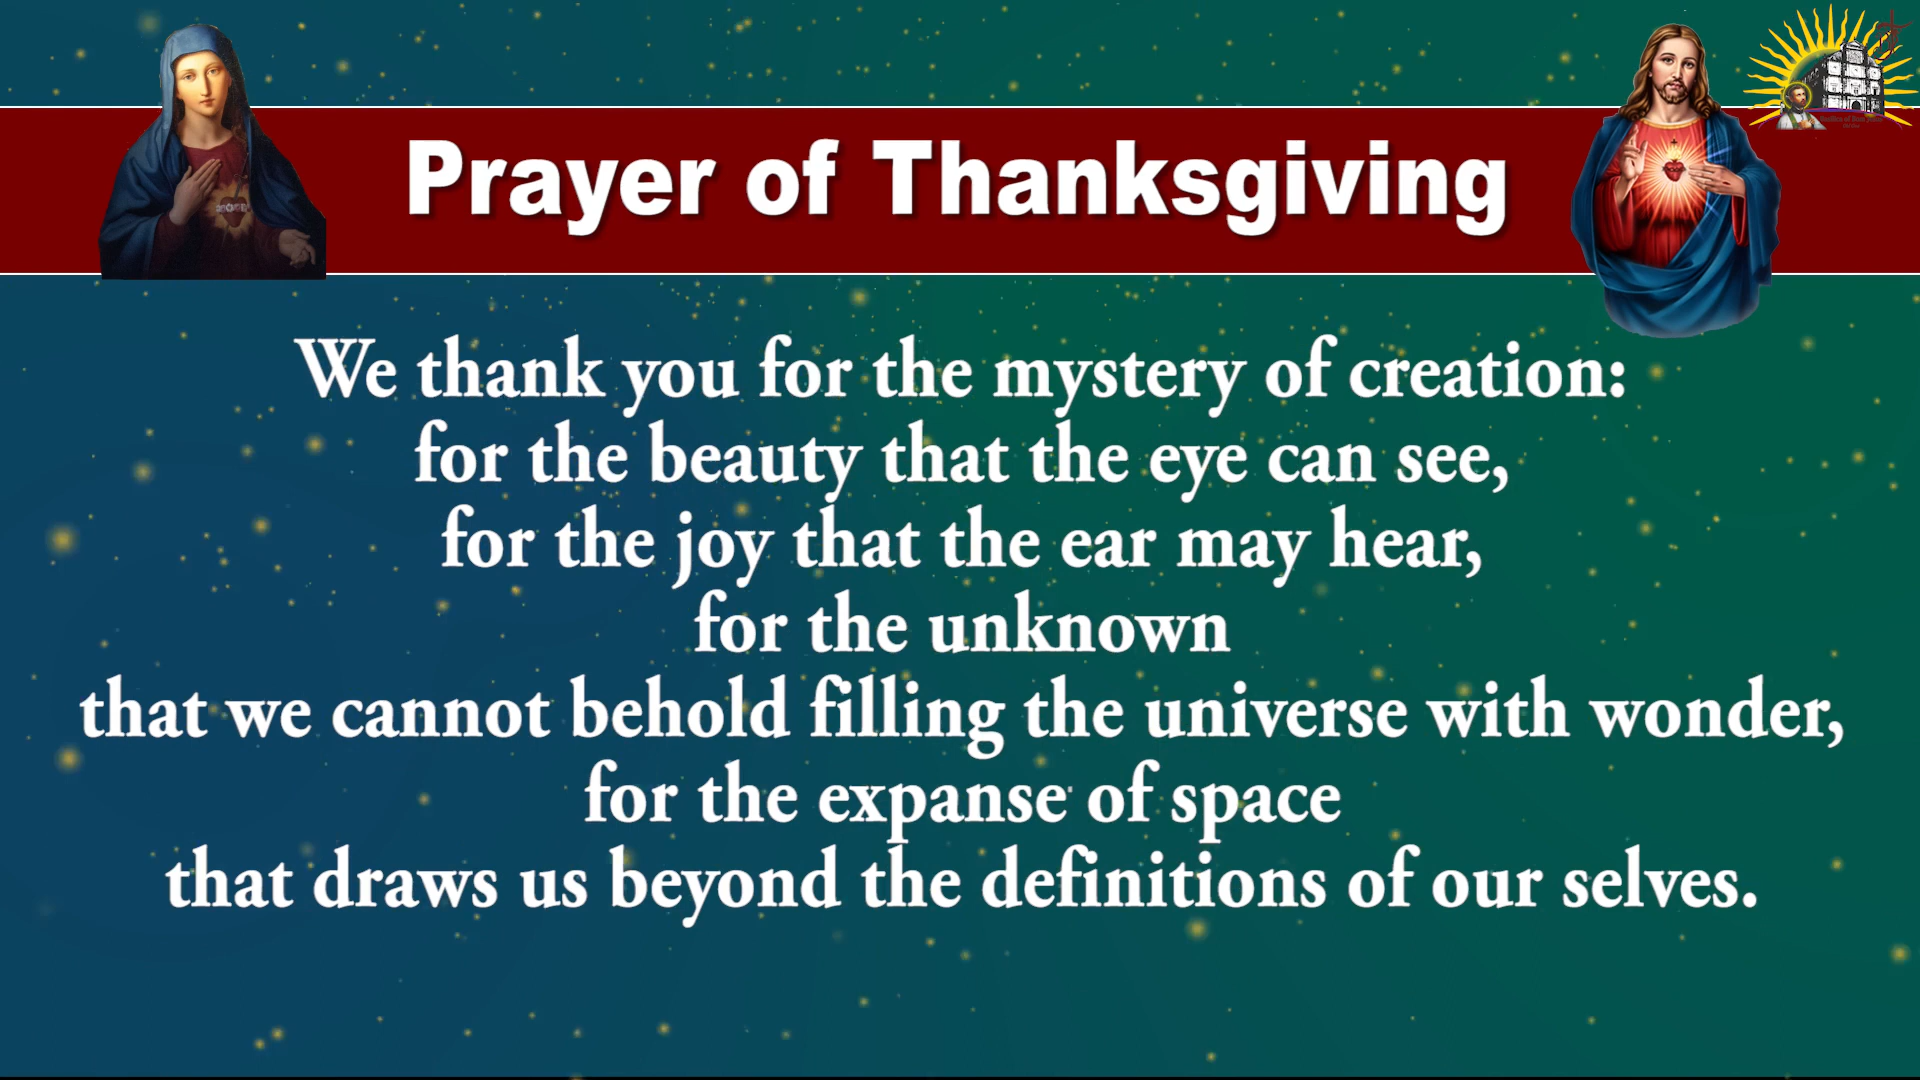 Prayer of Thanksgiving
We thank you for the mystery of creation:
for the beauty that the eye can see,
for the joy that the ear may hear,
for the unknown
that we cannot behold filling the universe with wonder,
for the expanse of space
that draws us beyond the definitions of our selves.